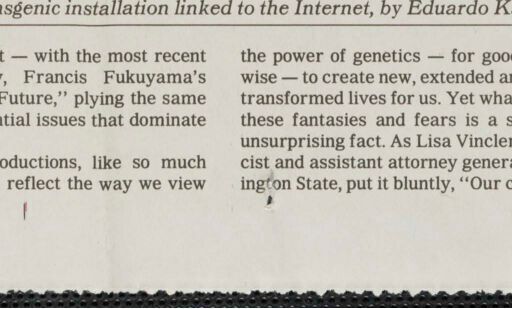 sgenic installation linked to the Internet, by Eduardo K
t — with the most recent
, Francis Fukuyama's
Future," plying the same
tial issues that dominate
oductions, like so much
reflect the way we view
the power of genetics — for goo
wise — to create new, extended a
transformed lives for us. Yet wha
these fantasies and fears is a s
unsurprising fact. As Lisa Vincler
cist and assistant attorney genera
ington State, put it bluntly, "Our c